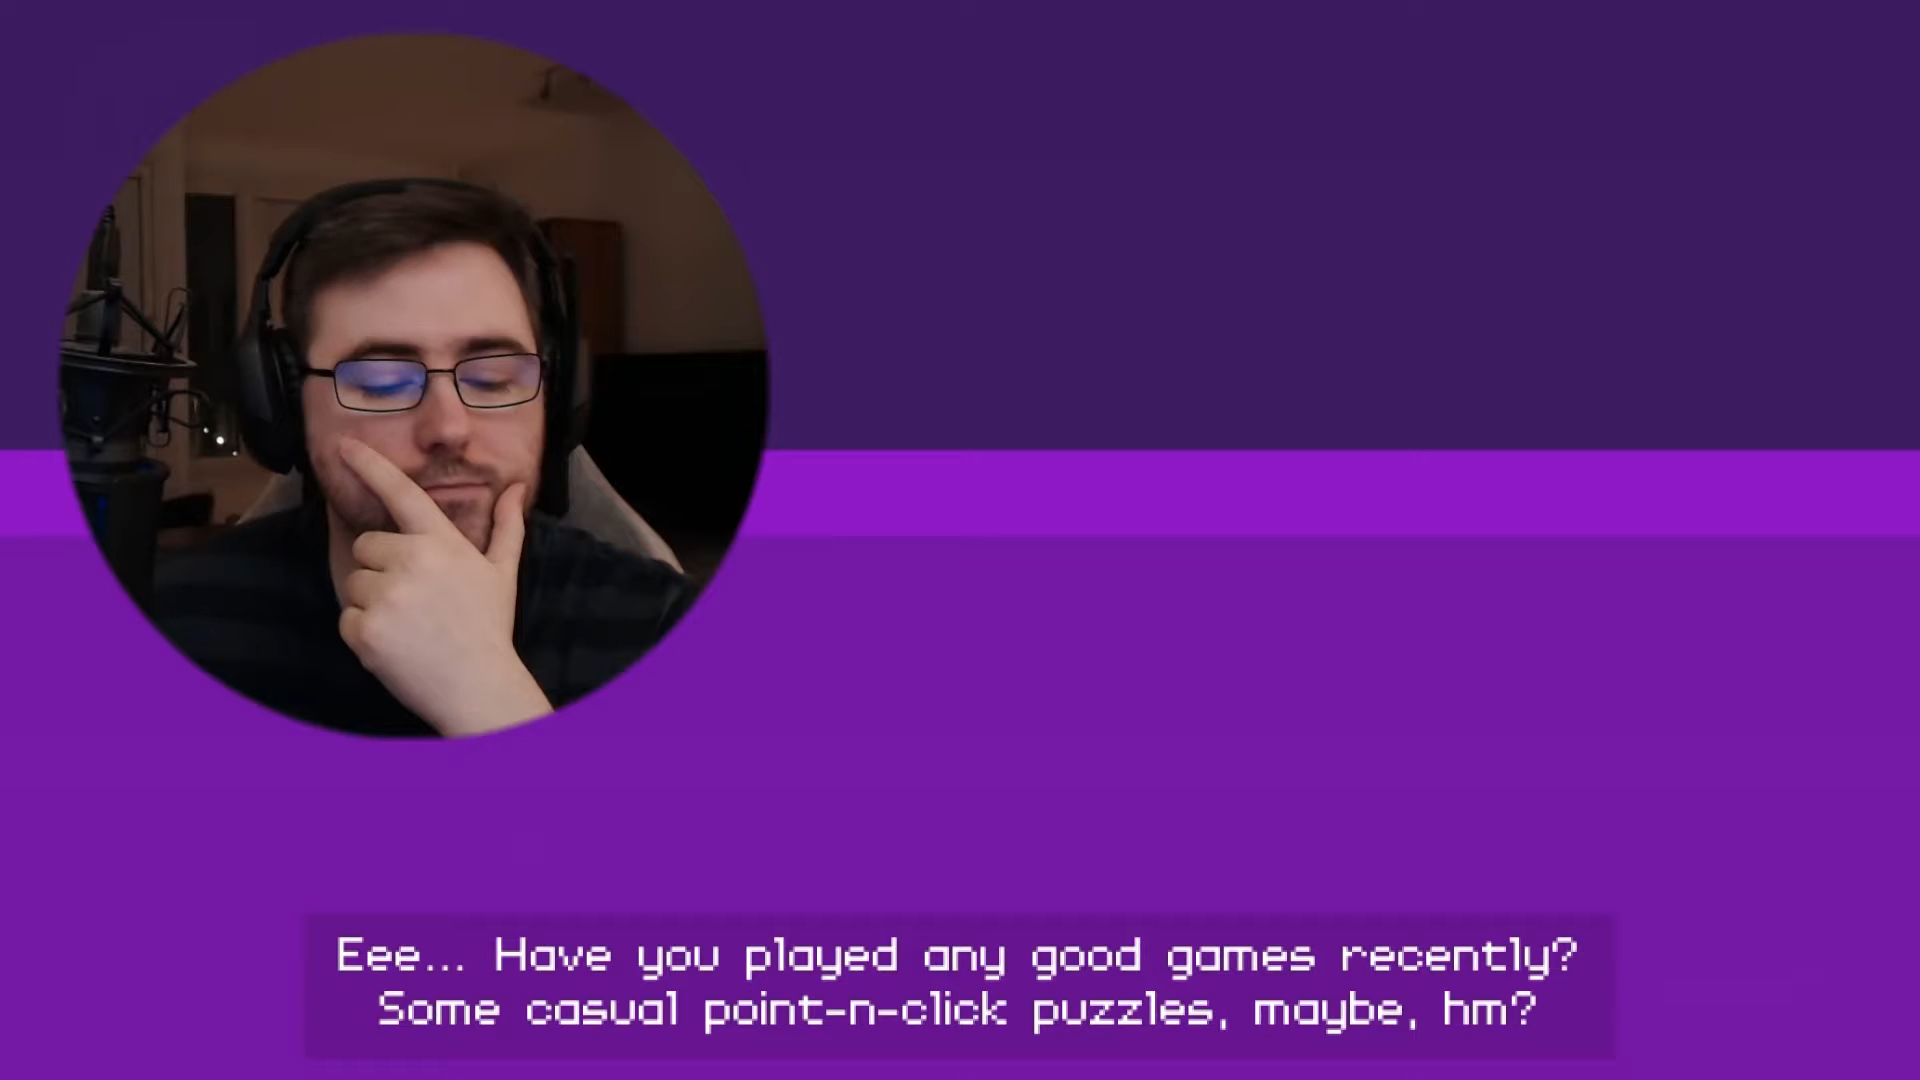 Eee... Have you played any good games recently?
Some casual point-n-click puzzles, maybe, hm?